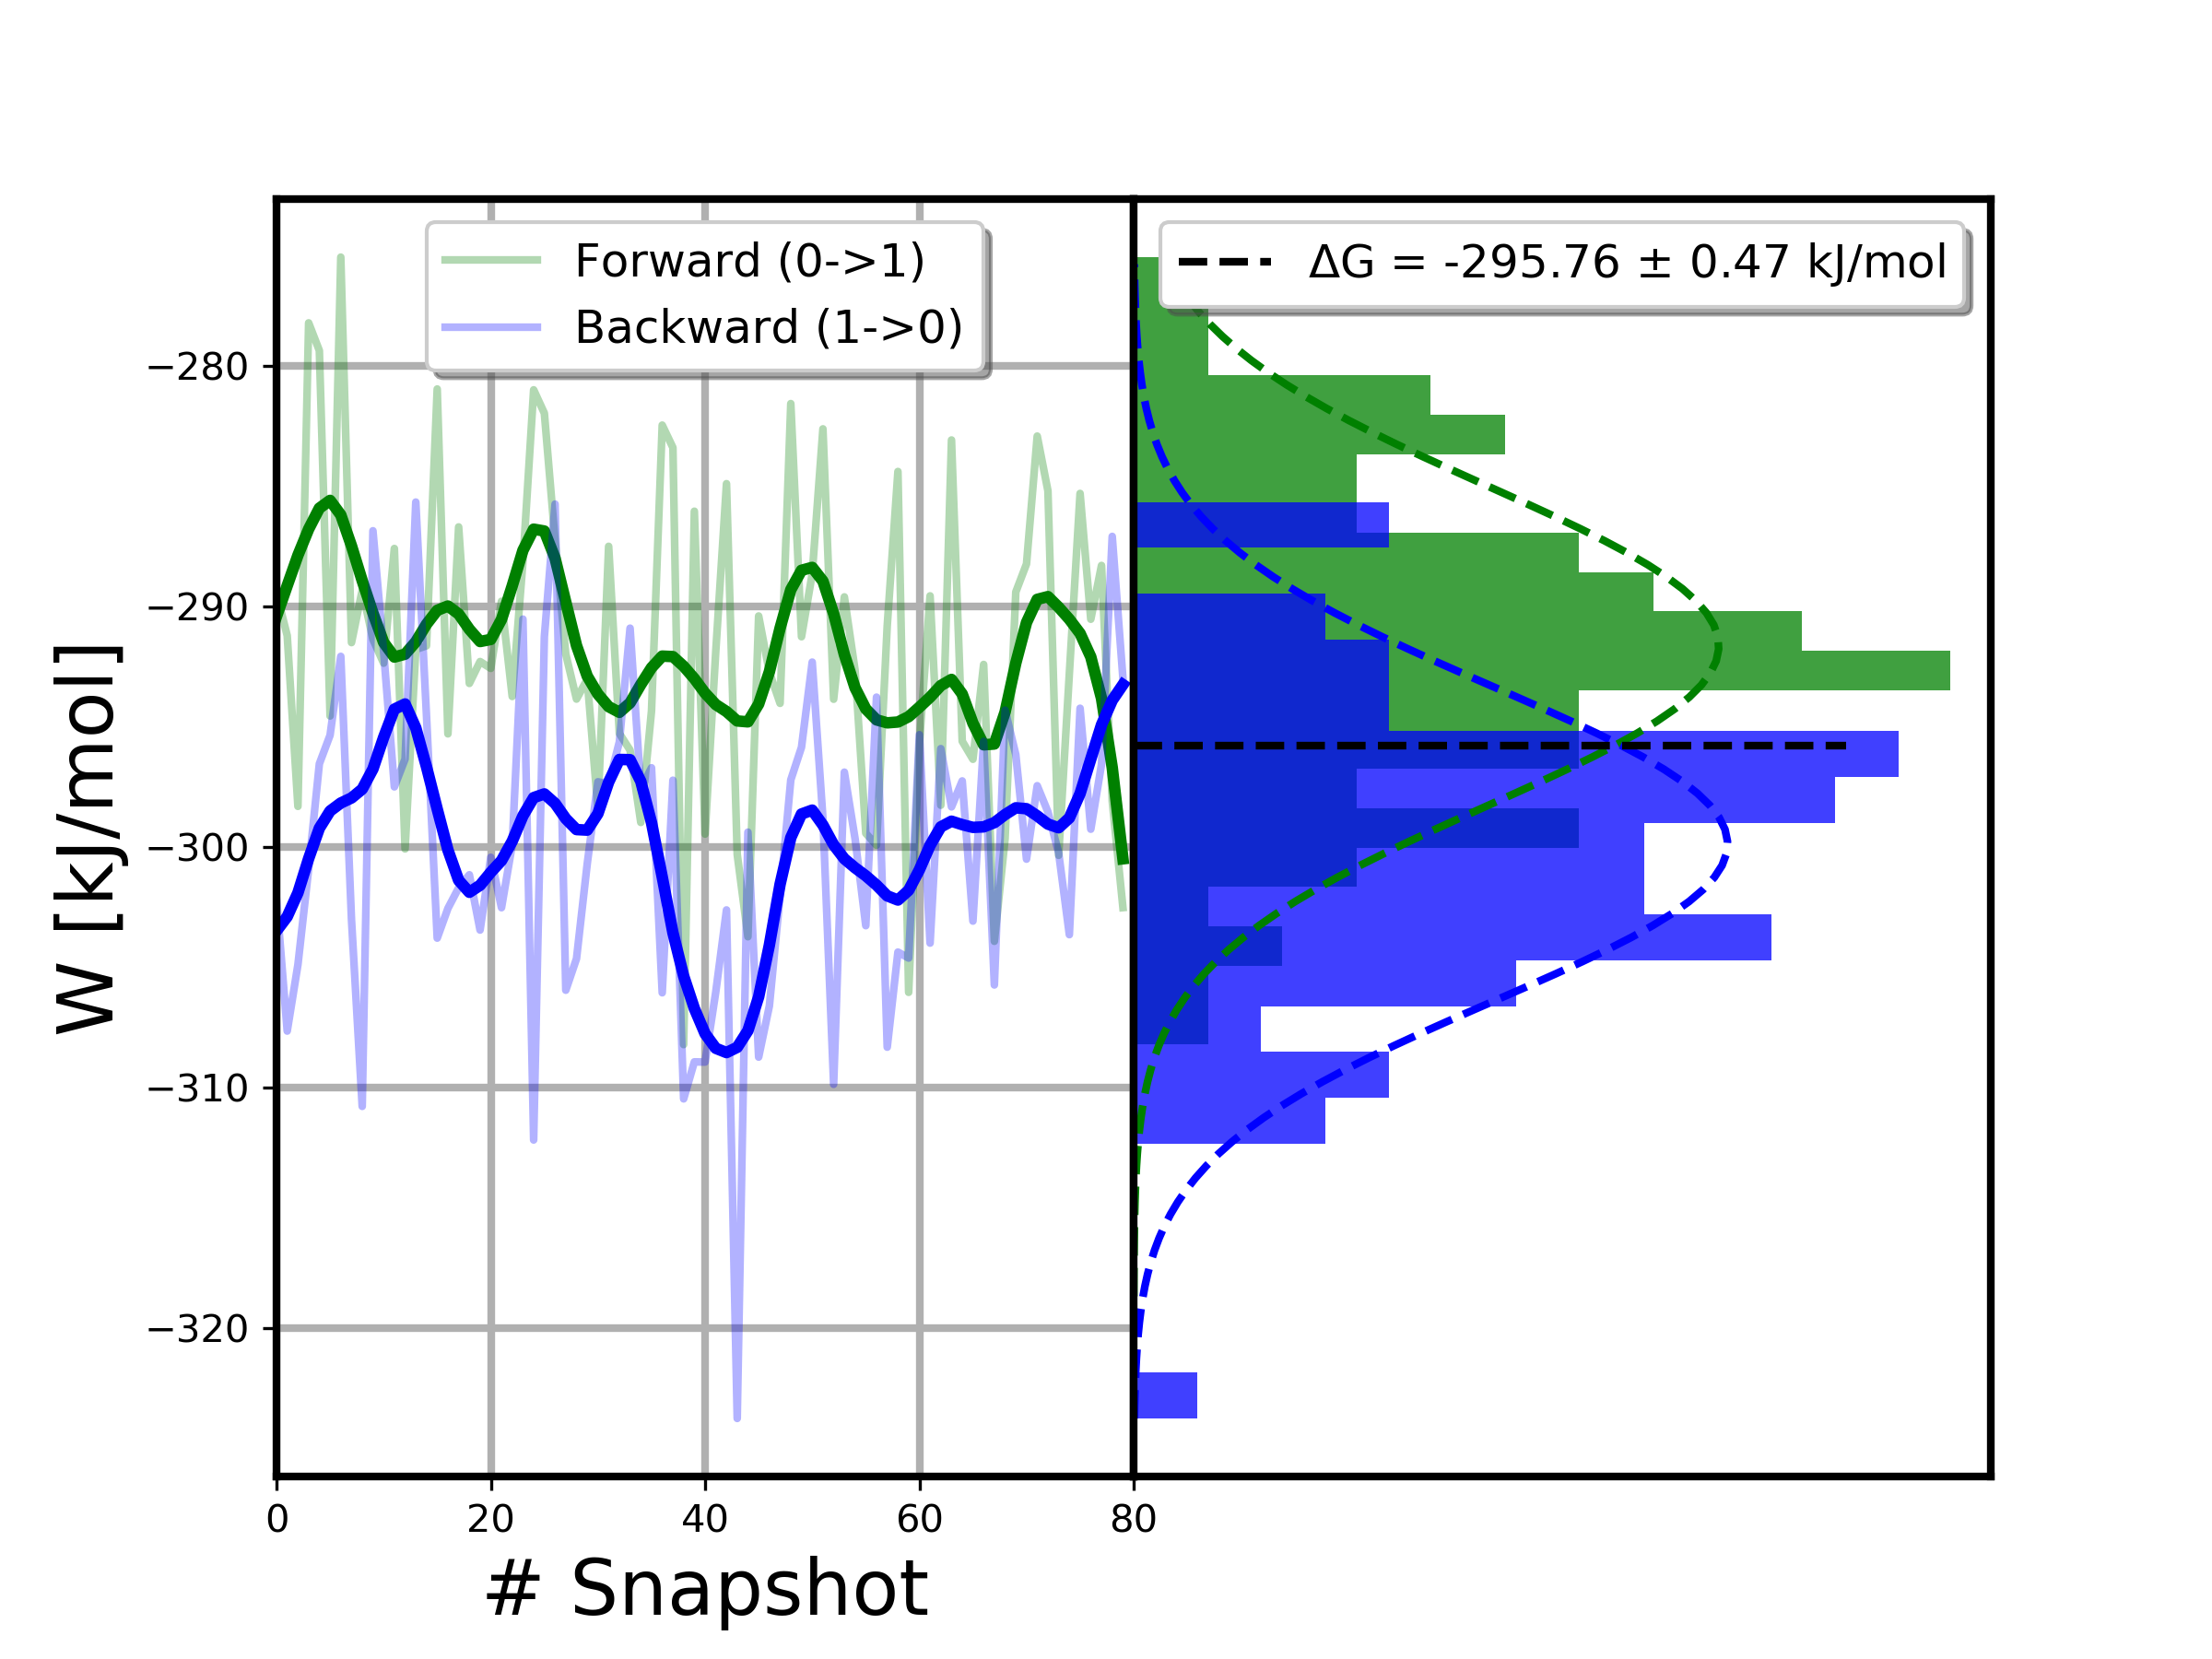 Forward (0->1)
Backward (1->0)
ΔG = -295.76 ± 0.47 kJ/mol
W [kJ/mol]
−280
−290
−300
−310
−320
0 20 40 60 80
# Snapshot